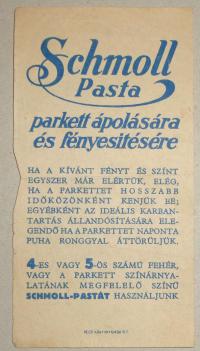 Schmoll
Pasta
parkett ápolására
és fényesitésére
HA A KÍVÁNT FÉNYT ÉS SZÍNT
EGYSZER MÁR ELÉRTÜK, ELÉG,
HA A PARKETTET HOSSZABB
IDŐKÖZÖNKÉNT KENJÜK BE;
EGYÉBKÉNT AZ IDEÁLIS KARBAN-
TARTÁS ÁLLANDÓSÍTÁSÁRA ELE-
GENDŐ HA A PARKETTET NAPONTA
PUHA RONGGYAL ÁTTÖRÜLJÜK.
4-ES VAGY 5-ÖS SZÁMÚ FEHÉR,
VAGY A PARKETT SZÍNÁRNYA-
LATÁNAK MEGFELELŐ SZÍNŰ
SCHMOLL-PASTÁT HASZNÁLJUNK